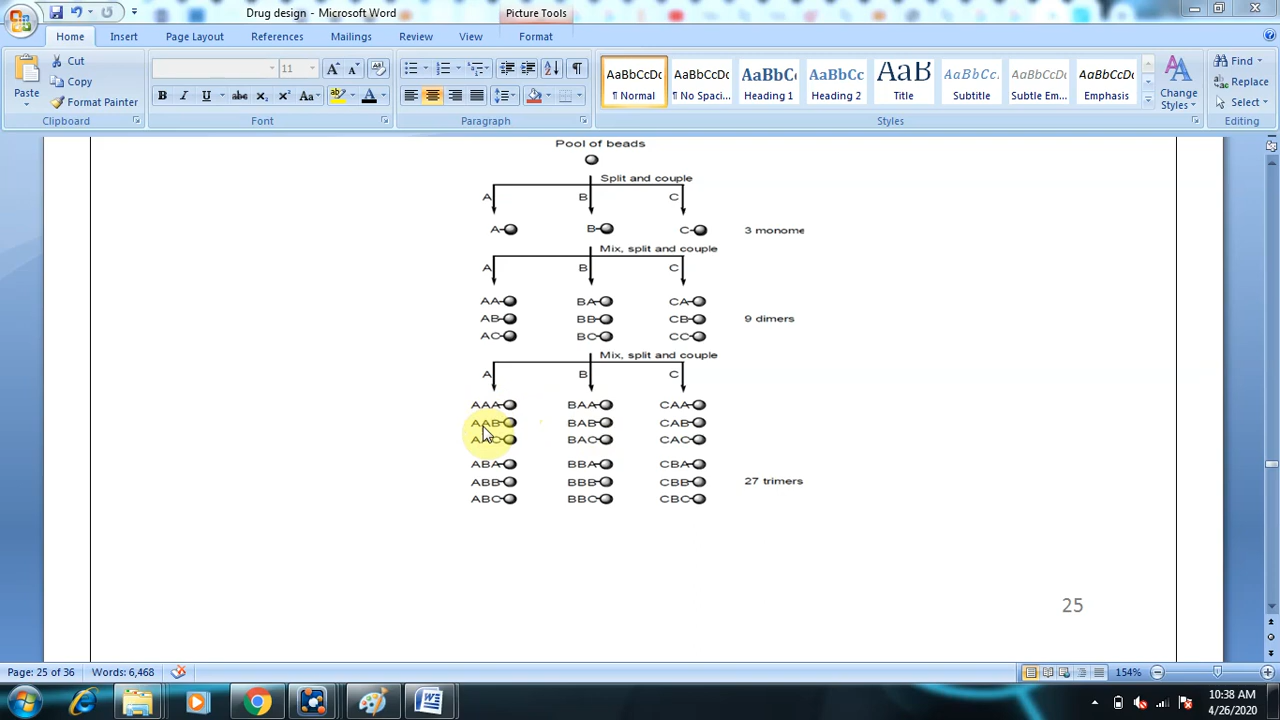 Drug design - Microsoft Word
Picture Tools
Home Insert Page Layout References Mailings Review View Format
Paste
Cut
Copy
Format Painter
Clipboard
11
Font
Paragraph
AaBbCcDc AaBbCcDc AaBbCc AaBbCc AaB AaBbCc. AaBbCcDc AaBbCcDc
¶ Normal ¶ No Spaci... Heading 1 Heading 2 Title Subtitle Subtle Em... Emphasis
Change Styles
Styles
Find
Replace
Select
Editing
Pool of beads
Split and couple
A B C
A B C 3 monome
Mix, split and couple
A B C
AA BA CA
AB BB CB 9 dimers
AC BC CC
Mix, split and couple
A B C
AAA BAA CAA
AAB BAB CAB
BAC CAC
ABA BBA CBA
ABB BBB CBB 27 trimers
ABC BBC CBC
25
Page: 25 of 36 Words: 6,468 154%
10:38 AM
4/26/2020